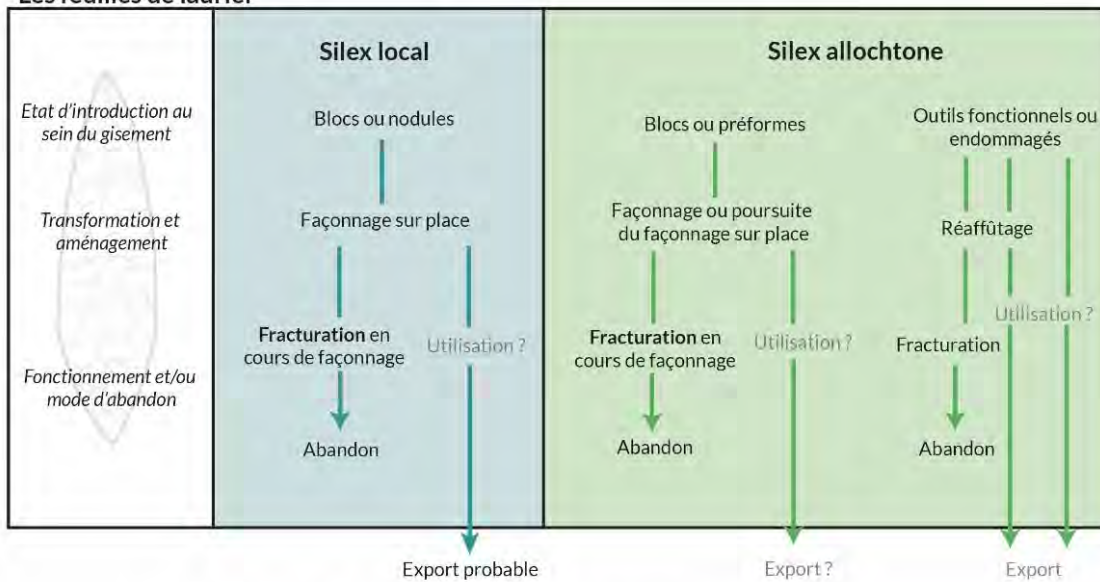 Les feuilles de laurier
Silex local
Silex allochtone
Etat d'introduction au
sein du gisement
Blocs ou nodules
Blocs ou préformes
Outils fonctionnels ou
endommagés
Transformation et
aménagement
Façonnage sur place
Façonnage ou poursuite
du façonnage sur place
Réaffûtage
Fonctionnement et/ou
mode d'abandon
Fracturation en
cours de façonnage
Utilisation ?
Fracturation en
cours de façonnage
Utilisation ?
Fracturation
Utilisation ?
Abandon
Abandon
Abandon
Export probable
Export ?
Export